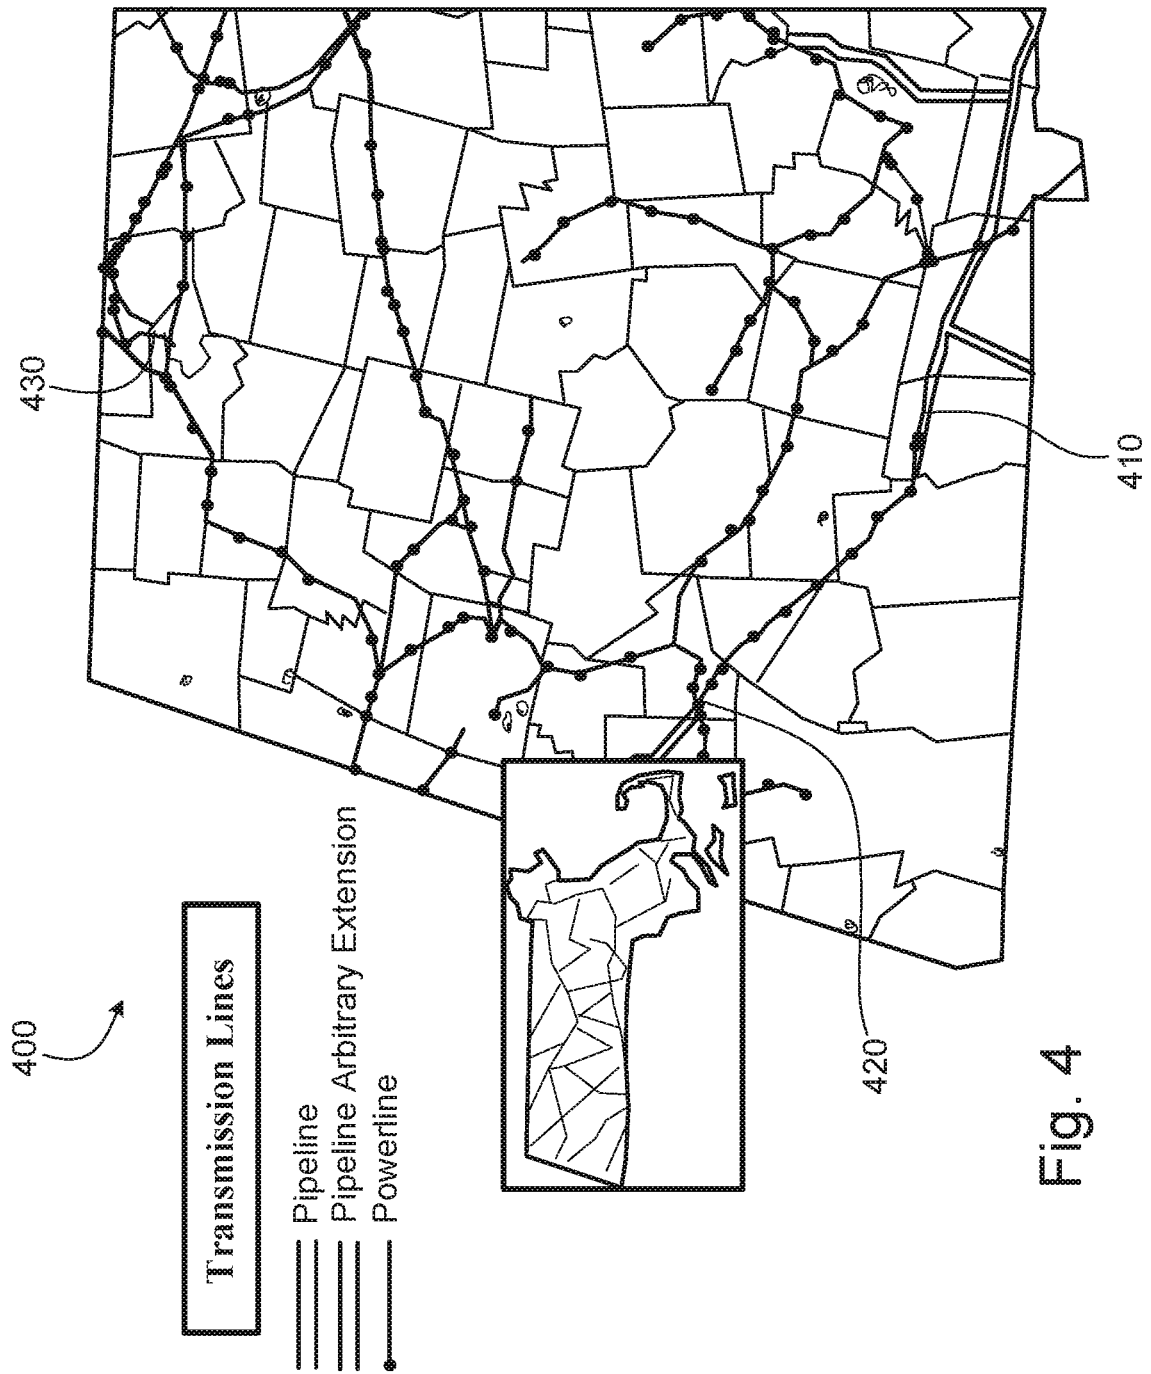 400
Transmission Lines
Pipeline
Pipeline Arbitrary Extension
Powerline
430
410
420
Fig. 4